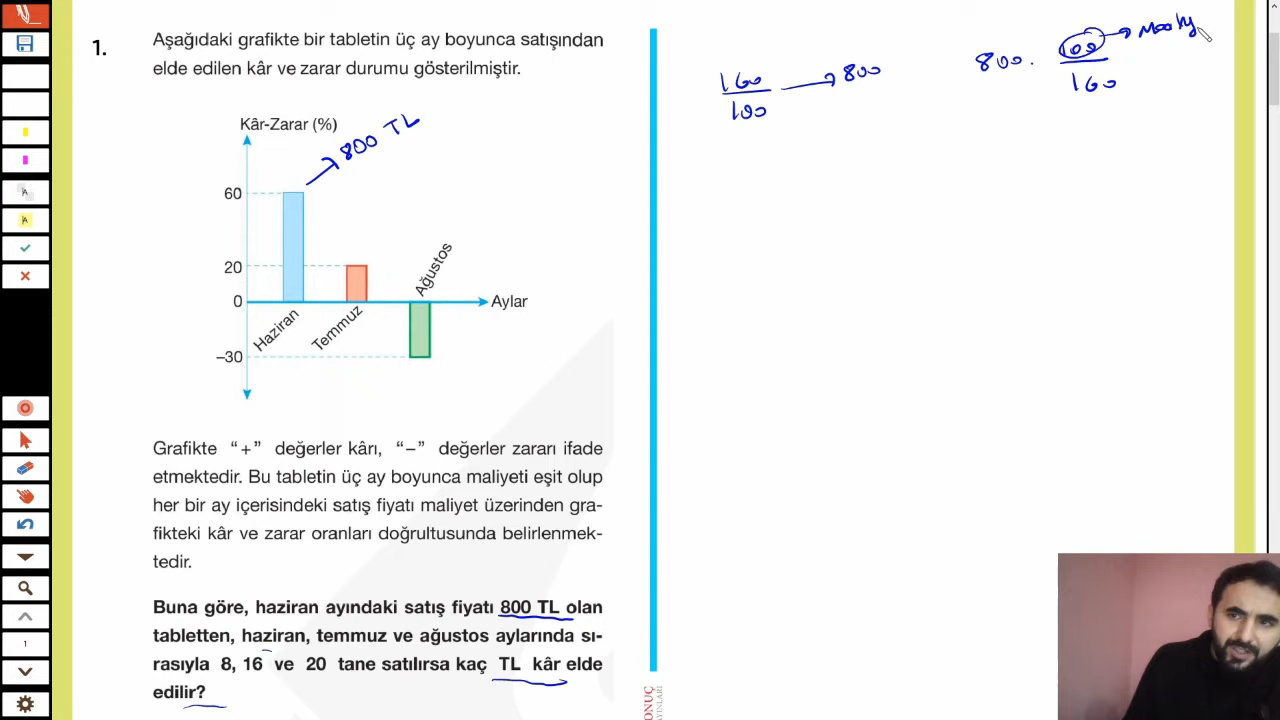 1.
Aşağıdaki grafikte bir tabletin üç ay boyunca satışından
elde edilen kâr ve zarar durumu gösterilmiştir.
Kâr-Zarar (%)
800 TL
60
20
0
-30
Haziran
Temmuz
Ağustos
Aylar
Grafikte “+” değerler kârı, “–” değerler zararı ifade
etmektedir. Bu tabletin üç ay boyunca maliyeti eşit olup
her bir ay içerisindeki satış fiyatı maliyet üzerinden gra-
fikteki kâr ve zarar oranları doğrultusunda belirlenmek-
tedir.
Buna göre, haziran ayındaki satış fiyatı 800 TL olan
tabletten, haziran, temmuz ve ağustos aylarında sı-
rasıyla 8, 16 ve 20 tane satılırsa kaç TL kâr elde
edilir?
160
100
800
800.
100
160
1